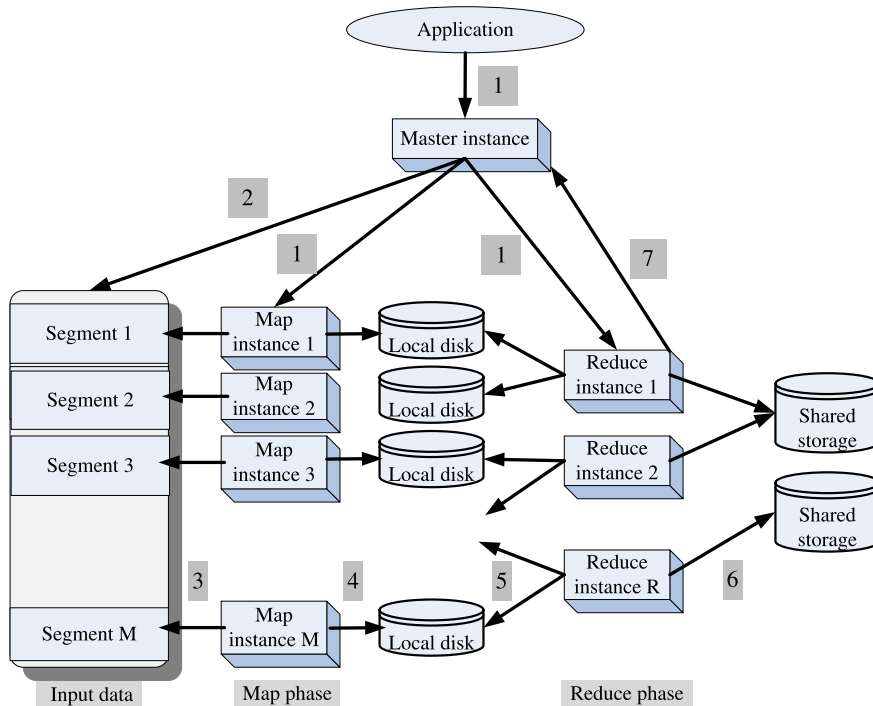 Application
1
Master instance
2
1
1
7
Segment 1
Map
instance 1
Local disk
Reduce
instance 1
Segment 2
Map
instance 2
Local disk
Shared
storage
Segment 3
Map
instance 3
Local disk
Reduce
instance 2
Shared
storage
3
4
5
Reduce
instance R
6
Segment M
Map
instance M
Local disk
Input data
Map phase
Reduce phase